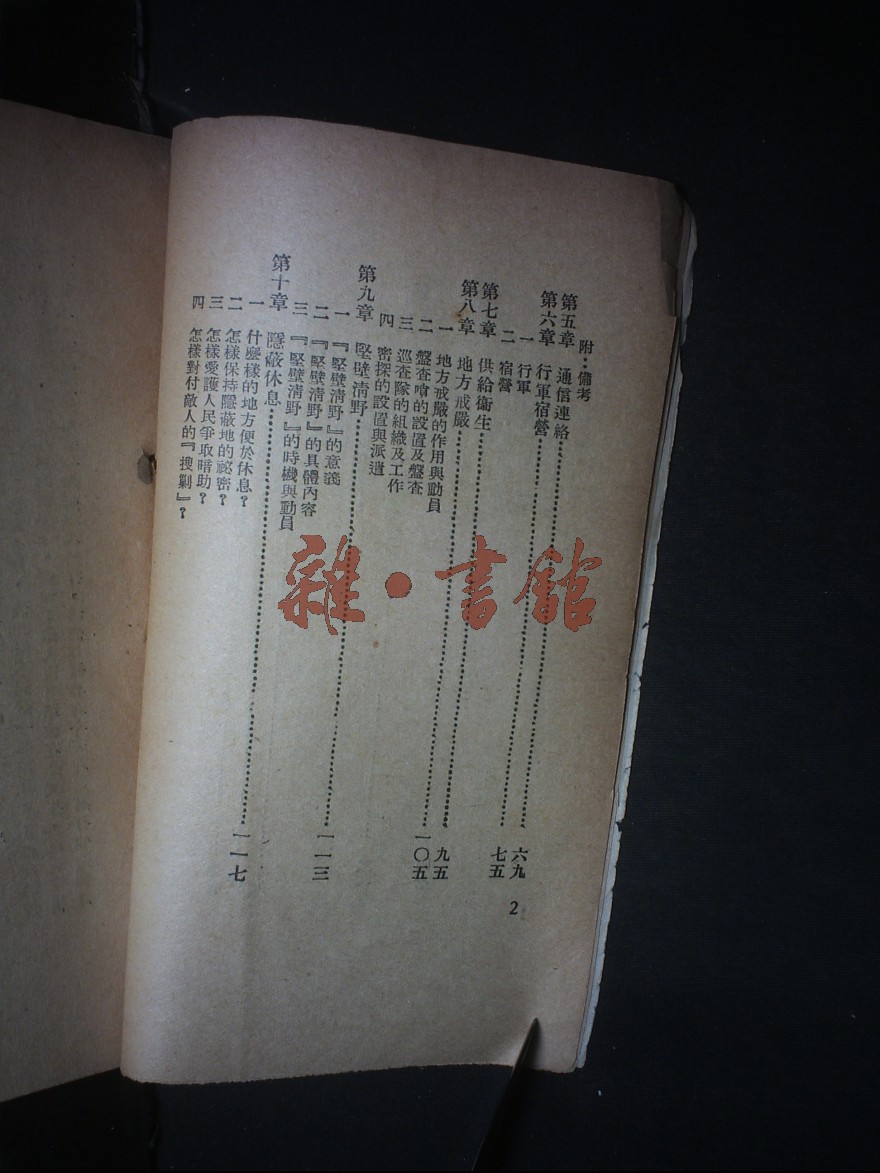 附：備考
第五章 通信連絡……六九
第六章 行軍宿營……七五
一 行軍
二 宿營
第七章 供給衞生……九五
第八章 地方戒嚴……一〇五
一 地方戒嚴的作用與動員
二 盤查哨的設置及盤查
三 巡查隊的組織及工作
四 密探的設置與派遣
第九章 堅壁清野……一一三
一 『堅壁清野』的意義
二 『堅壁清野』的具體內容
三 『堅壁清野』的時機與動員
第十章 隱蔽休息……一一七
一 什麼樣的地方便於休息？
二 怎樣保持隱蔽地的祕密？
三 怎樣愛護人民爭取暗助？
四 怎樣對付敵人的『搜剿』？
2
雜·書館